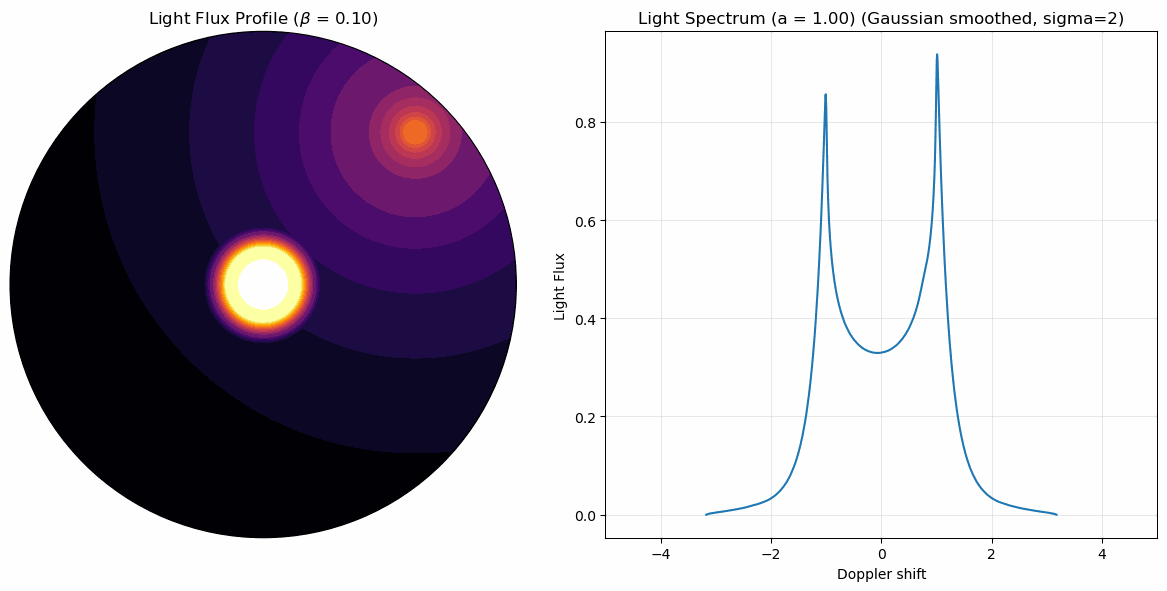 Light Flux Profile (β = 0.10)
Light Spectrum (a = 1.00) (Gaussian smoothed, sigma=2)
Light Flux
0.8
0.6
0.4
0.2
0.0
−4
−2
0
2
4
Doppler shift